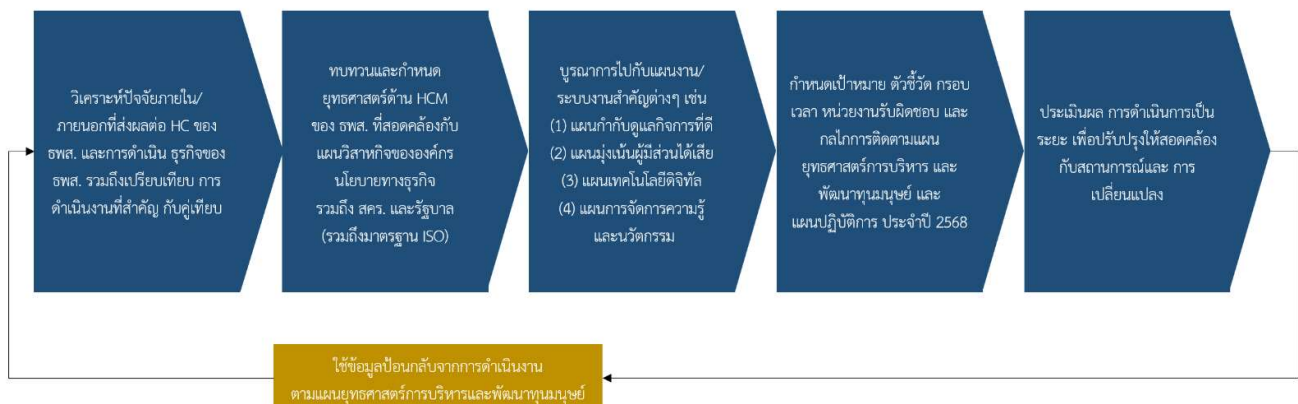 วิเคราะห์ปัจจัยภายใน/
ภายนอกที่ส่งผลต่อ HC ของ
ธพส. และการดำเนิน ธุรกิจของ
ธพส. รวมถึงเปรียบเทียบ การ
ดำเนินงานที่สำคัญ กับคู่เทียบ
ทบทวนและกำหนด
ยุทธศาสตร์ด้าน HCM
ของ ธพส. ที่สอดคล้องกับ
แผนวิสาหกิจขององค์กร
นโยบายทางธุรกิจ
รวมถึง สคร. และรัฐบาล
(รวมถึงมาตรฐาน ISO)
บูรณาการไปกับแผนงาน/
ระบบงานสำคัญต่างๆ เช่น
(1) แผนกำกับดูแลกิจการที่ดี
(2) แผนมุ่งเน้นผู้มีส่วนได้เสีย
(3) แผนเทคโนโลยีดิจิทัล
(4) แผนการจัดการความรู้
และนวัตกรรม
กำหนดเป้าหมาย ตัวชี้วัด กรอบ
เวลา หน่วยงานรับผิดชอบ และ
กลไกการติดตามแผน
ยุทธศาสตร์การบริหาร และ
พัฒนาทุนมนุษย์ และ
แผนปฏิบัติการ ประจำปี 2568
ประเมินผล การดำเนินการเป็น
ระยะ เพื่อปรับปรุงให้สอดคล้อง
กับสถานการณ์และ การ
เปลี่ยนแปลง
ใช้ข้อมูลป้อนกลับจากการดำเนินงาน
ตามแผนยุทธศาสตร์การบริหารและพัฒนาทุนมนุษย์